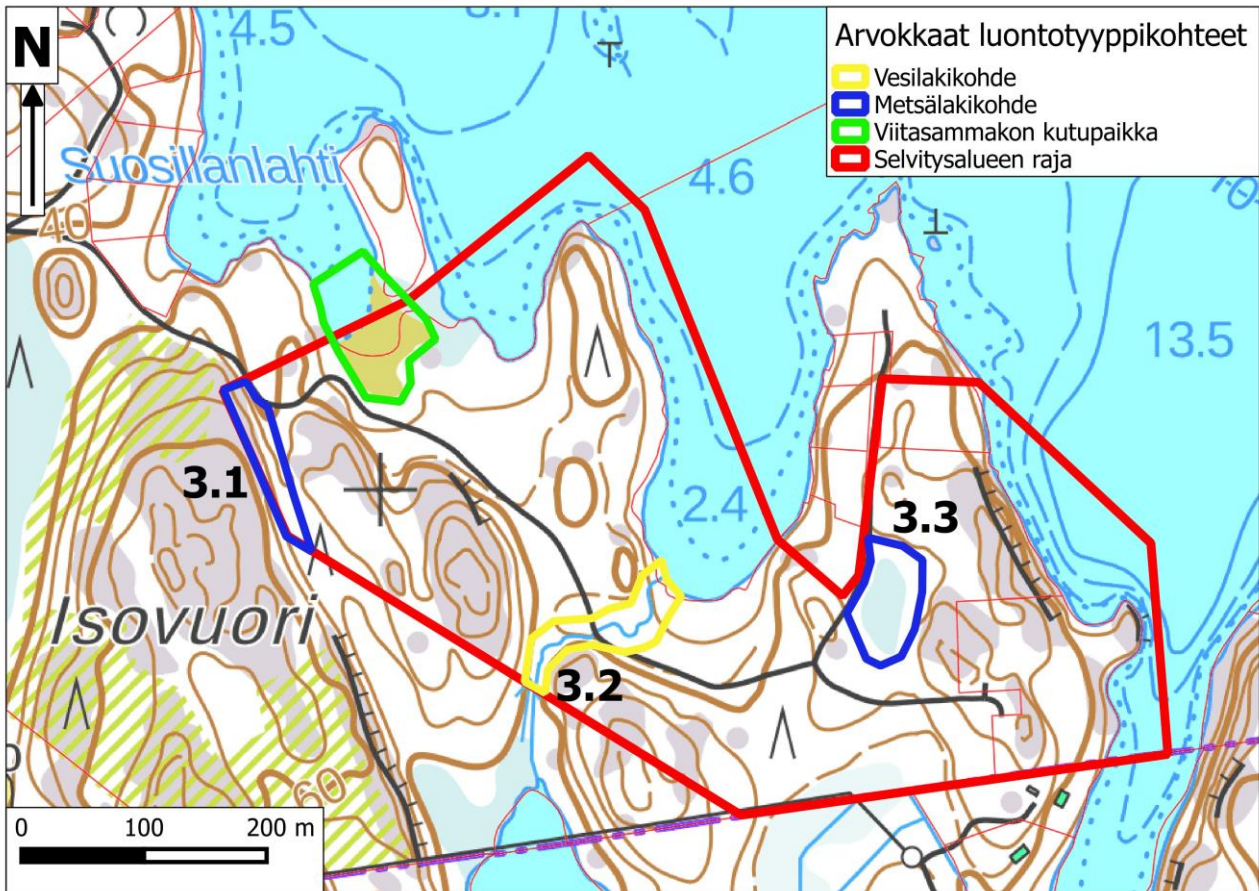 N
4.5
Arvokkaat luontotyyppikohteet
Vesilakikohde
Metsälakikohde
Viitasammakon kutupaikka
Selvitysalueen raja
Suosillanlahti
4.6
40
13.5
3.1
2.4
3.3
Isovuori
3.2
60
0 100 200 m